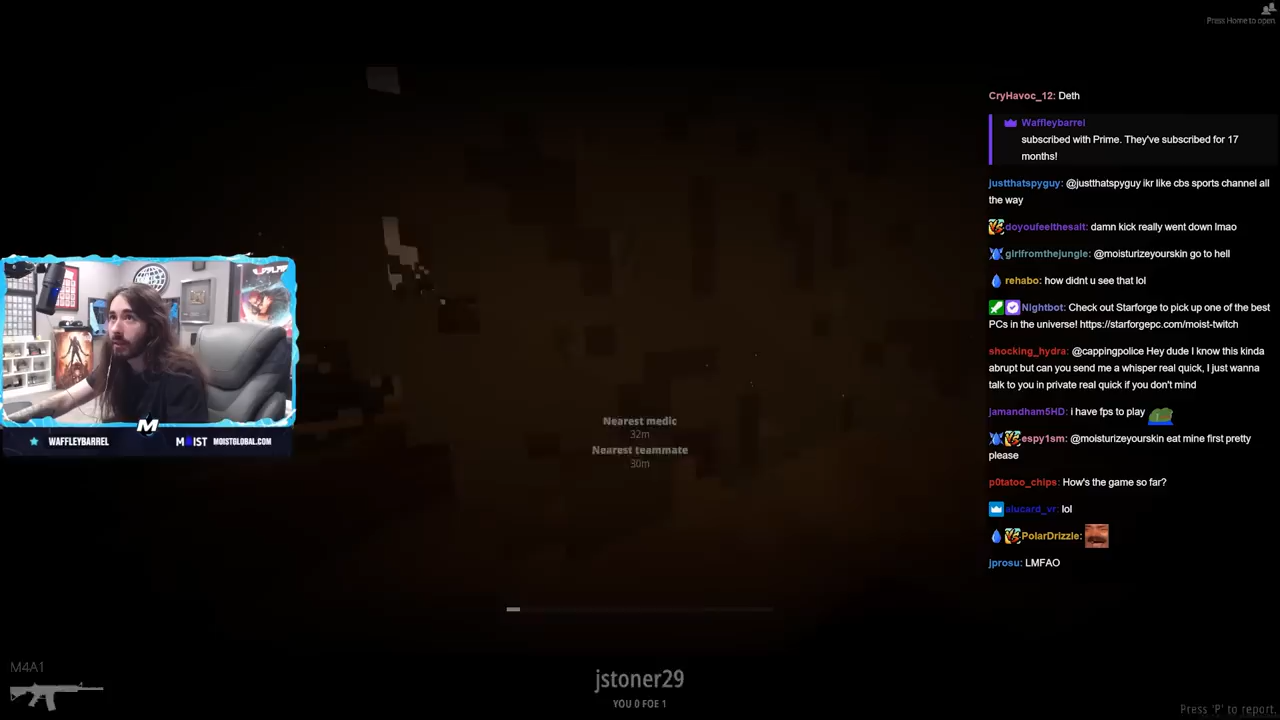 Press Home to open.
CryHavoc_12: Deth
Waffleybarrel
subscribed with Prime. They've subscribed for 17
months!
justthatspyguy: @justthatspyguy ikr like cbs sports channel all
the way
doyoufeelthesalt: damn kick really went down lmao
girlfromthejungle: @moisturizeyourskin go to hell
rehabo: how didnt u see that lol
Nightbot: Check out Starforge to pick up one of the best
PCs in the universe! https://starforgepc.com/moist-twitch
shocking_hydra: @cappingpolice Hey dude I know this kinda
abrupt but can you send me a whisper real quick, I just wanna
talk to you in private real quick if you don't mind
jamandham5HD: i have fps to play
espy1sm: @moisturizeyourskin eat mine first pretty
please
p0tatoo_chips: How's the game so far?
alucard_vr: lol
PolarDrizzle:
jprosu: LMFAO
M
WAFFLEYBARREL
MOIST MOISTGLOBAL.COM
Nearest medic
32m
Nearest teammate
30m
M4A1
jstoner29
YOU 0 FOE 1
Press 'P' to report.